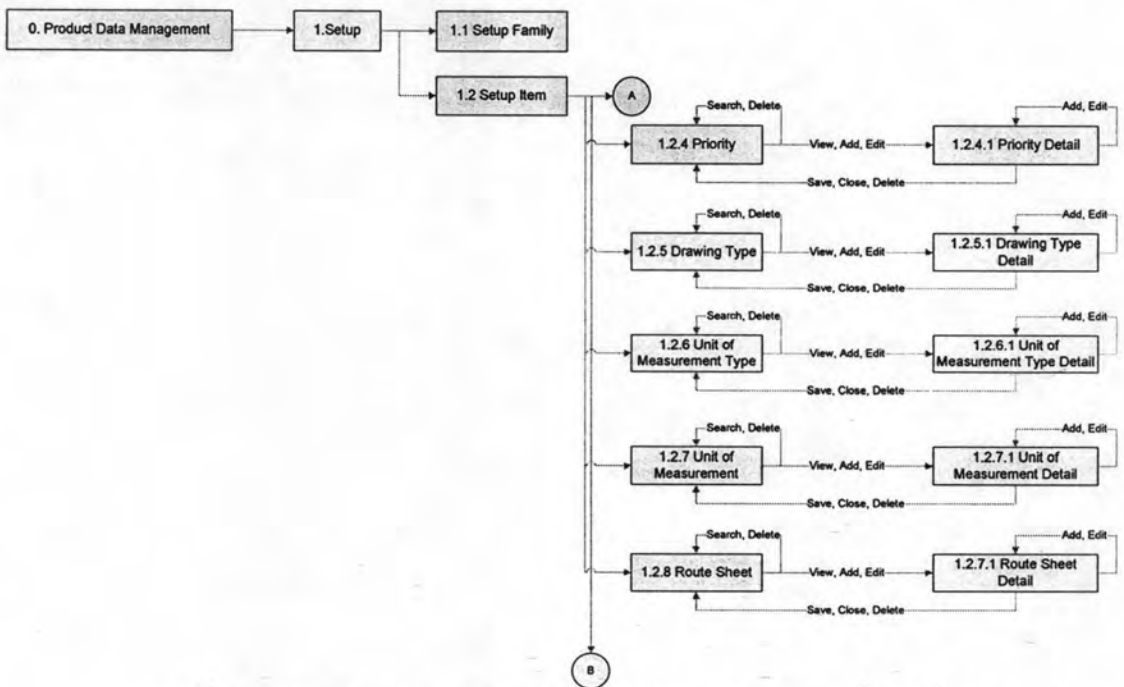 0. Product Data Management
1.Setup
1.1 Setup Family
1.2 Setup Item
A
Search, Delete
Add, Edit
1.2.4 Priority
View, Add, Edit
1.2.4.1 Priority Detail
Save, Close, Delete
Search, Delete
Add, Edit
1.2.5 Drawing Type
View, Add, Edit
1.2.5.1 Drawing Type
Detail
Save, Close, Delete
Search, Delete
Add, Edit
1.2.6 Unit of
Measurement Type
View, Add, Edit
1.2.6.1 Unit of
Measurement Type Detail
Save, Close, Delete
Search, Delete
Add, Edit
1.2.7 Unit of
Measurement
View, Add, Edit
1.2.7.1 Unit of
Measurement Detail
Save, Close, Delete
Search, Delete
Add, Edit
1.2.8 Route Sheet
View, Add, Edit
1.2.7.1 Route Sheet
Detail
Save, Close, Delete
B